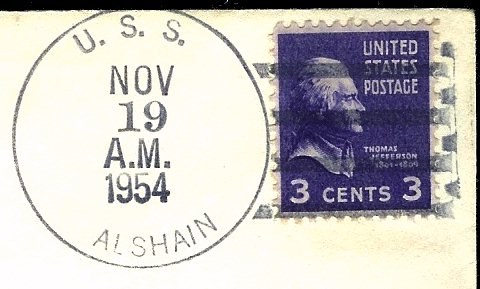 U. S. S.
NOV
19
A.M.
1954
ALSHAIN
UNITED
STATES
POSTAGE
THOMAS
JEFFERSON
1801-1809
3 CENTS 3